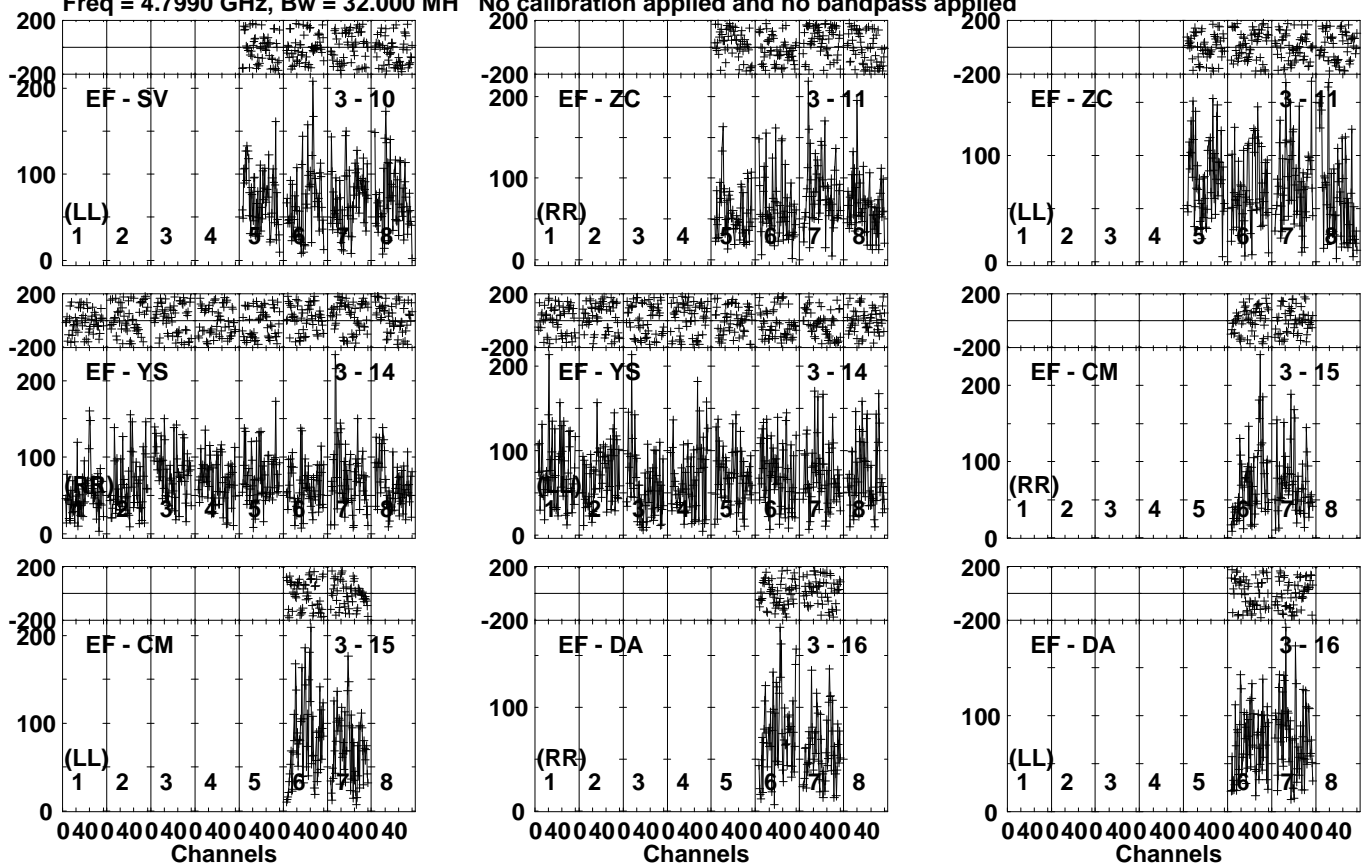 Freq = 4.7990 GHz, Bw = 32.000 MH No calibration applied and no bandpass applied
200 200 200
-200 -200 -200
200 200 200
EF - SV 3 - 10 EF - ZC 3 - 11 EF - ZC 3 - 11
100 100 100
(LL) (RR) (LL)
1 2 3 4 5 6 7 8 1 2 3 4 5 6 7 8 1 2 3 4 5 6 7 8
0 0 0
200 200 200
-200 -200 -200
EF - YS 3 - 14 EF - YS 3 - 14 EF - CM 3 - 15
200 200 200
100 100 100
(RR) (LL) (RR)
1 2 3 4 5 6 7 8 1 2 3 4 5 6 7 8 1 2 3 4 5 6 7 8
0 0 0
200 200 200
-200 -200 -200
200 200 200
EF - CM 3 - 15 EF - DA 3 - 16 EF - DA 3 - 16
100 100 100
(LL) (RR) (LL)
1 2 3 4 5 6 7 8 1 2 3 4 5 6 7 8 1 2 3 4 5 6 7 8
0 0 0
0 40 0 40 0 40 0 40 0 40 0 40 0 40 0 40 0 40 0 40 0 40 0 40 0 40 0 40 0 40 0 40 0 40 0 40 0 40 0 40 0 40 0 40 0 40 0 40
Channels Channels Channels